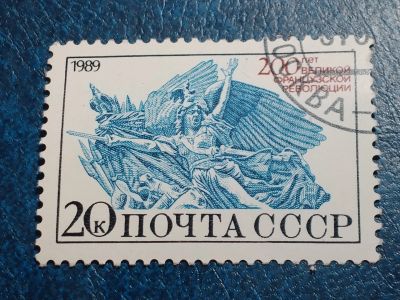 1989
200 лет
ВЕЛИКОЙ
ФРАНЦУЗСКОЙ
РЕВОЛЮЦИИ
20к ПОЧТА СССР